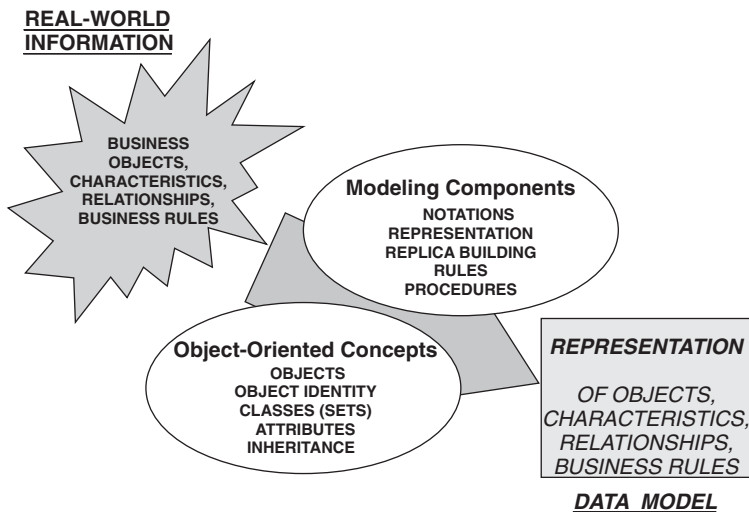 REAL-WORLD
INFORMATION
BUSINESS
OBJECTS,
CHARACTERISTICS,
RELATIONSHIPS,
BUSINESS RULES
Modeling Components
NOTATIONS
REPRESENTATION
REPLICA BUILDING
RULES
PROCEDURES
Object-Oriented Concepts
OBJECTS
OBJECT IDENTITY
CLASSES (SETS)
ATTRIBUTES
INHERITANCE
REPRESENTATION
OF OBJECTS,
CHARACTERISTICS,
RELATIONSHIPS,
BUSINESS RULES
DATA MODEL